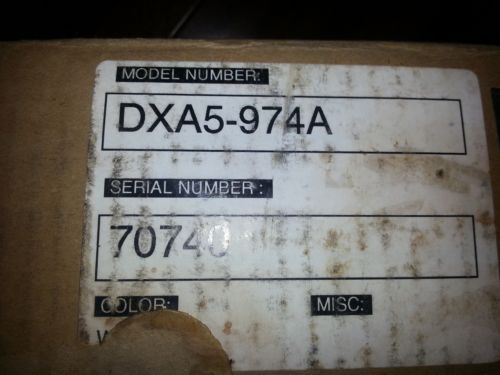 MODEL NUMBER:
DXA5-974A
SERIAL NUMBER:
70740
COLOR: MISC: